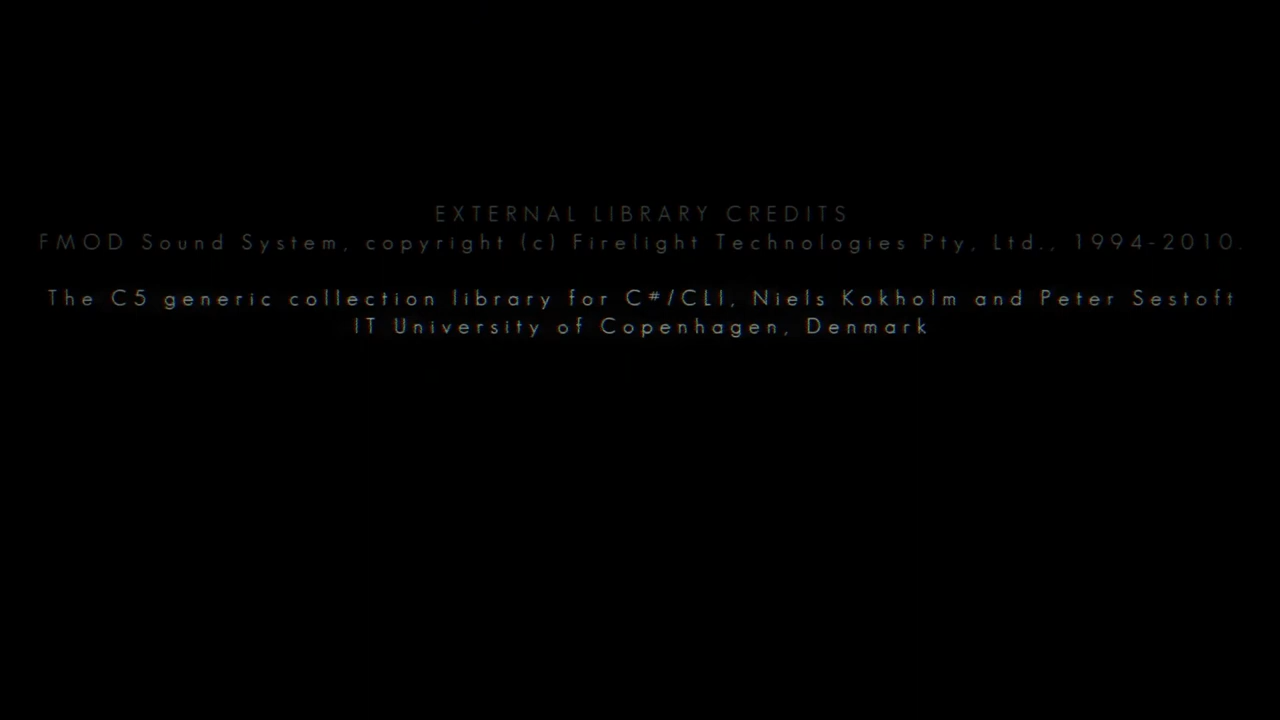 EXTERNAL LIBRARY CREDITS
FMOD Sound System, copyright (c) Firelight Technologies Pty, Ltd., 1994-2010.
The C5 generic collection library for C#/CLI, Niels Kokholm and Peter Sestoft
IT University of Copenhagen, Denmark